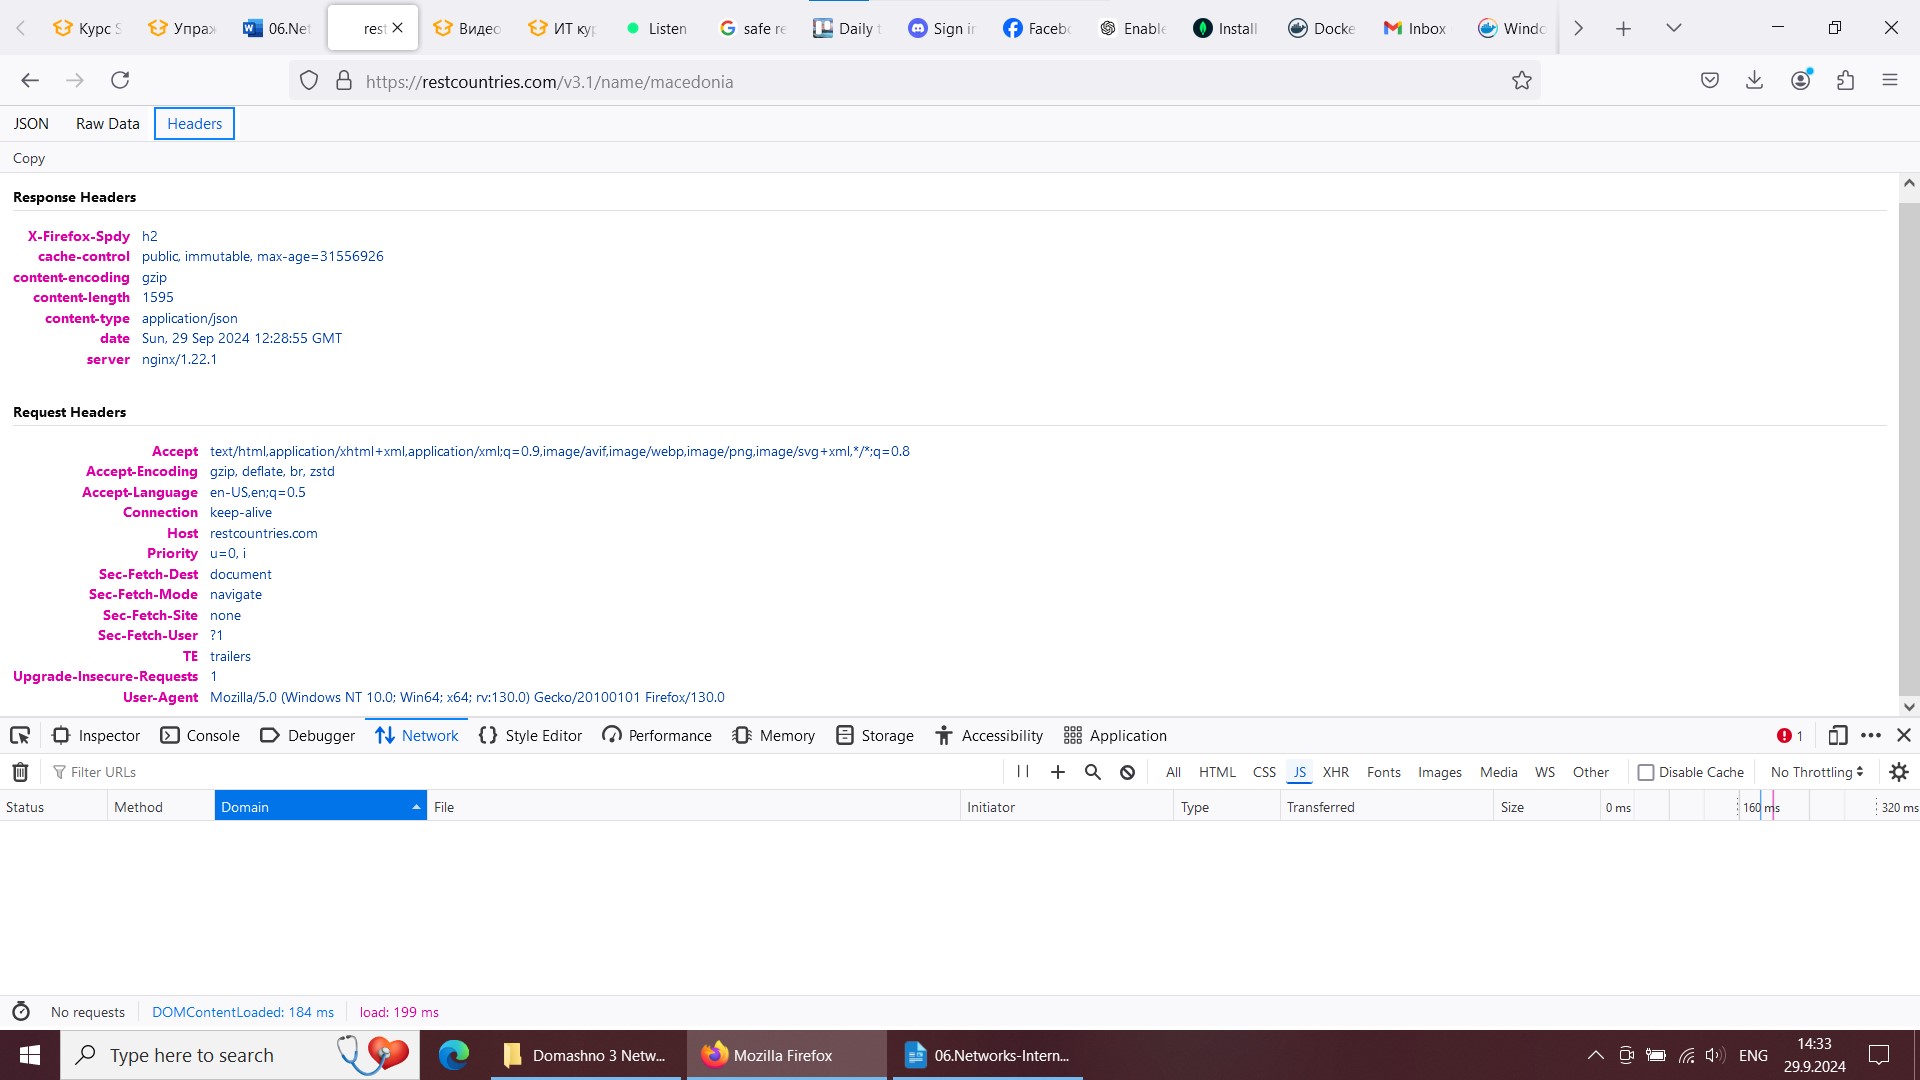 Курс S
Упраж
06.Net
rest
Видео
ИТ ку
Listen
safe re
Daily t
Sign in
Facebo
Enable
Install
Docke
Inbox
Windo
https://restcountries.com/v3.1/name/macedonia
JSON Raw Data Headers
Copy
Response Headers
X-Firefox-Spdy h2
cache-control public, immutable, max-age=31556926
content-encoding gzip
content-length 1595
content-type application/json
date Sun, 29 Sep 2024 12:28:55 GMT
server nginx/1.22.1
Request Headers
Accept text/html,application/xhtml+xml,application/xml;q=0.9,image/avif,image/webp,image/png,image/svg+xml,*/*;q=0.8
Accept-Encoding gzip, deflate, br, zstd
Accept-Language en-US,en;q=0.5
Connection keep-alive
Host restcountries.com
Priority u=0, i
Sec-Fetch-Dest document
Sec-Fetch-Mode navigate
Sec-Fetch-Site none
Sec-Fetch-User ?1
TE trailers
Upgrade-Insecure-Requests 1
User-Agent Mozilla/5.0 (Windows NT 10.0; Win64; x64; rv:130.0) Gecko/20100101 Firefox/130.0
Inspector Console Debugger Network Style Editor Performance Memory Storage Accessibility Application 1
Filter URLs All HTML CSS JS XHR Fonts Images Media WS Other Disable Cache No Throttling
Status Method Domain File Initiator Type Transferred Size 0 ms 160 ms 320 ms
No requests DOMContentLoaded: 184 ms load: 199 ms
Type here to search
Domashno 3 Netw...
Mozilla Firefox
06.Networks-Intern...
ENG
14:33
29.9.2024